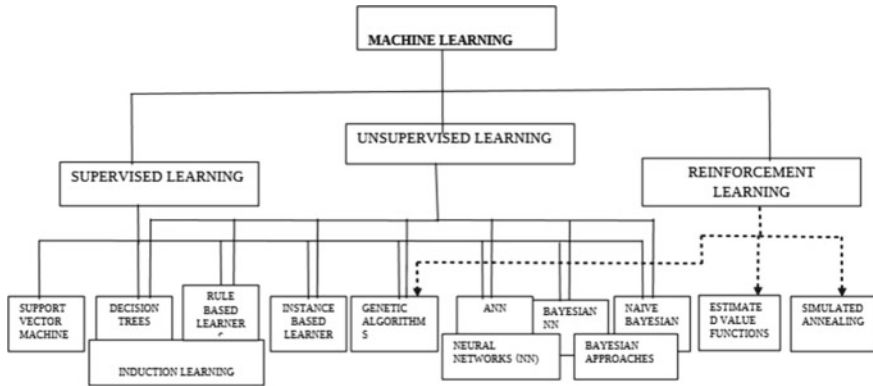 MACHINE LEARNING
UNSUPERVISED LEARNING
SUPERVISED LEARNING
REINFORCEMENT
LEARNING
SUPPORT
VECTOR
MACHINE
DECISION
TREES
RULE
BASED
LEARNER
INSTANCE
BASED
LEARNER
GENETIC
ALGORITHM
S
ANN
BAYESIAN
NN
NAIVE
BAYESIAN
ESTIMATE
D VALUE
FUNCTIONS
SIMULATED
ANNEALING
INDUCTION LEARNING
NEURAL
NETWORKS (NN)
BAYESIAN
APPROACHES